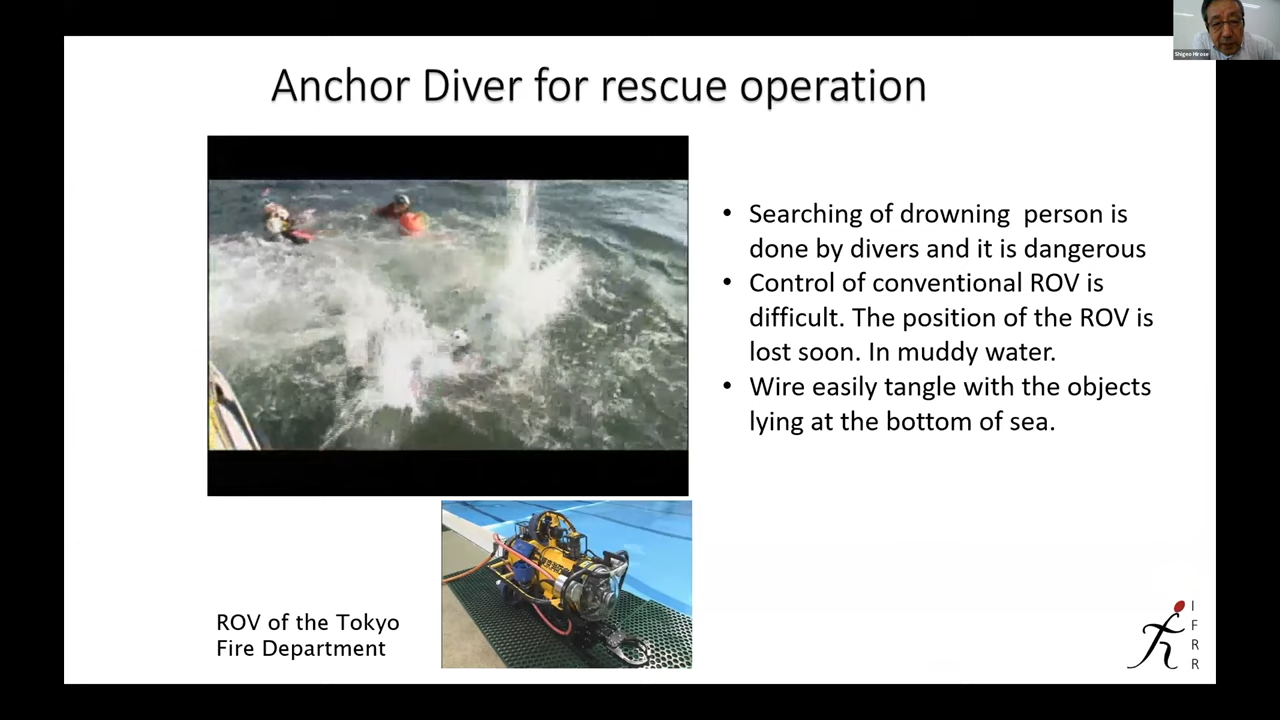 Shigeo Hirose
Anchor Diver for rescue operation
• Searching of drowning person is
done by divers and it is dangerous
• Control of conventional ROV is
difficult. The position of the ROV is
lost soon. In muddy water.
• Wire easily tangle with the objects
lying at the bottom of sea.
ROV of the Tokyo
Fire Department
I
F
R
R